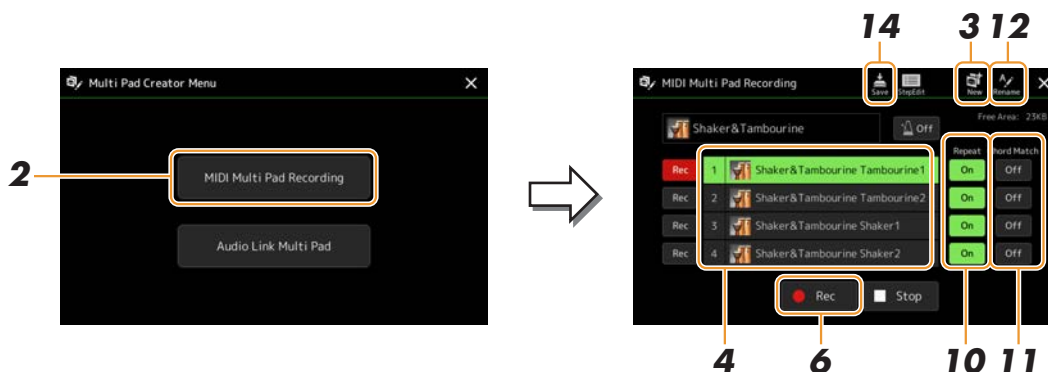 14 3 12
Multi Pad Creator Menu
MIDI Multi Pad Recording
Save
StepEdit
New
Rename
Free Area: 23KB
Shaker&Tambourine
Off
2
MIDI Multi Pad Recording
Audio Link Multi Pad
Repeat
hord Match
Rec 1 Shaker&Tambourine Tambourine1 On Off
Rec 2 Shaker&Tambourine Tambourine2 On Off
Rec 3 Shaker&Tambourine Shaker1 On Off
Rec 4 Shaker&Tambourine Shaker2 On Off
Rec Stop
4 6 10 11